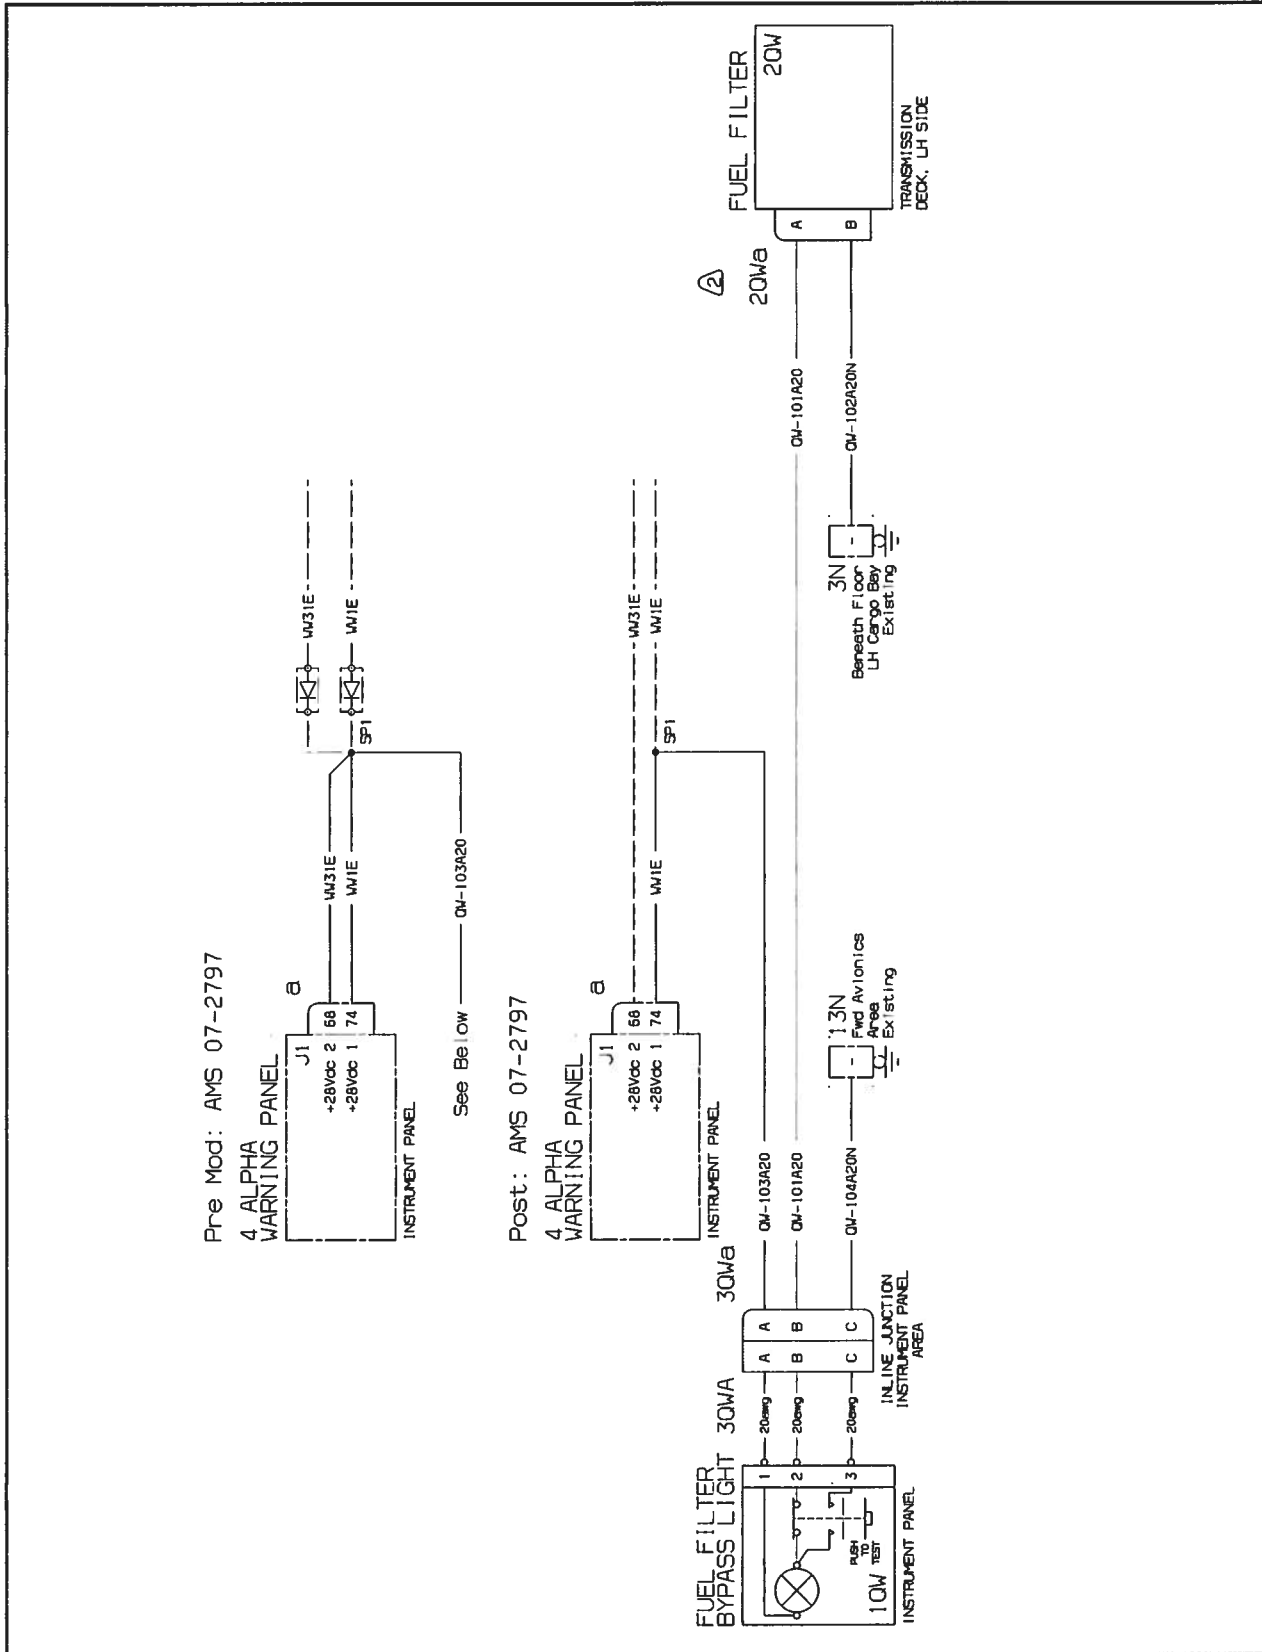 Pre Mod: AMS 07-2797
4 ALPHA
WARNING PANEL
J1
a
+28Vdc 2
68
WW31E
WW31E
+28Vdc 1
74
WW1E
WW1E
SP1
INSTRUMENT PANEL
See Below
QW-103A20
Post: AMS 07-2797
4 ALPHA
WARNING PANEL
J1
a
+28Vdc 2
68
WW31E
+28Vdc 1
74
WW1E
WW1E
SP1
INSTRUMENT PANEL
FUEL FILTER
BYPASS LIGHT
3QWA
3QWa
1
20awg
A
A
QW-103A20
2
20awg
B
B
QW-101A20
QW-101A20
3
20awg
C
C
QW-104A20N
PUSH
TO
TEST
1QW
INSTRUMENT PANEL
INLINE JUNCTION
INSTRUMENT PANEL
AREA
13N
Fwd Avionics
Area
Existing
-
3N
-
Beneath Floor
LH Cargo Bay
Existing
QW-102A20N
2
2QWa
A
B
FUEL FILTER
2QW
TRANSMISSION
DECK, LH SIDE